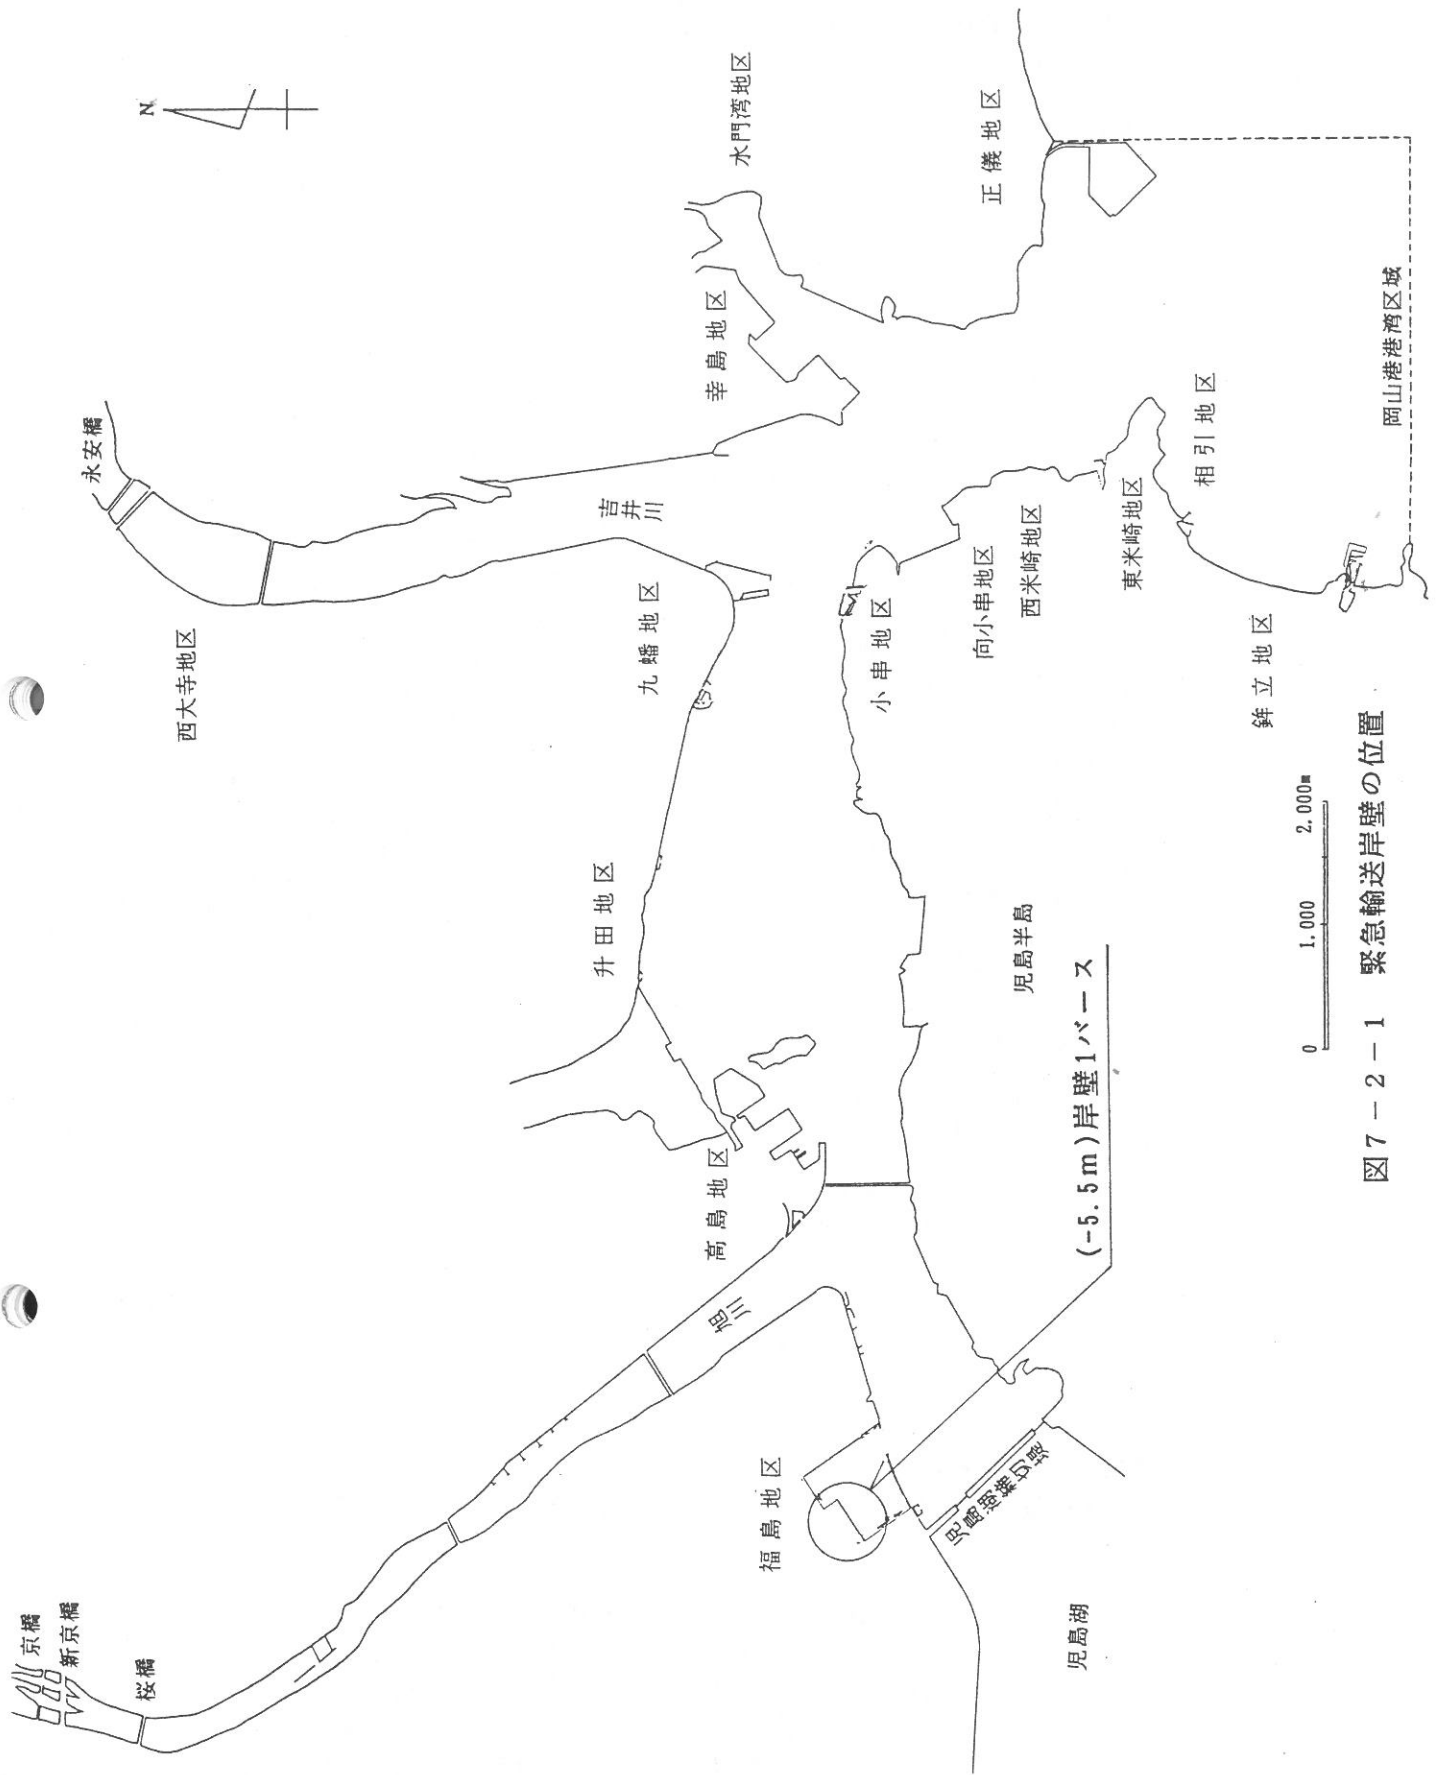 N
京橋
新京橋
桜橋
永安橋
西大寺地区
吉井川
水門湾地区
幸島地区
正儀地区
九蟠地区
升田地区
高島地区
旭川
福島地区
小串地区
向小串地区
西米崎地区
東米崎地区
相引地区
鉾立地区
児島半島
児島湖締切堤
児島湖
(-5.5m)岸壁1バース
岡山港港湾区域
0 1.000 2.000m
図7－2－1 緊急輸送岸壁の位置